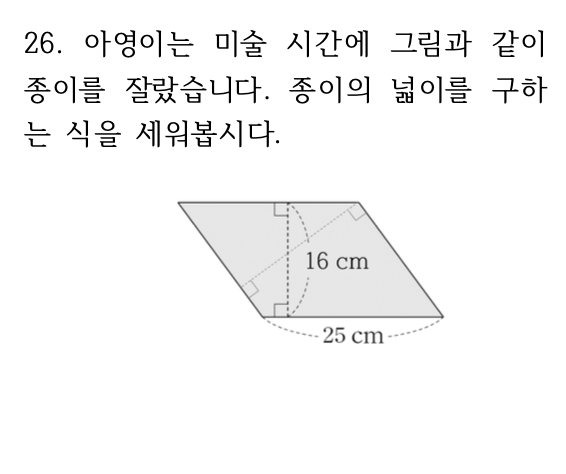 26. 아영이는 미술 시간에 그림과 같이
종이를 잘랐습니다. 종이의 넓이를 구하
는 식을 세워봅시다.
16 cm
25 cm